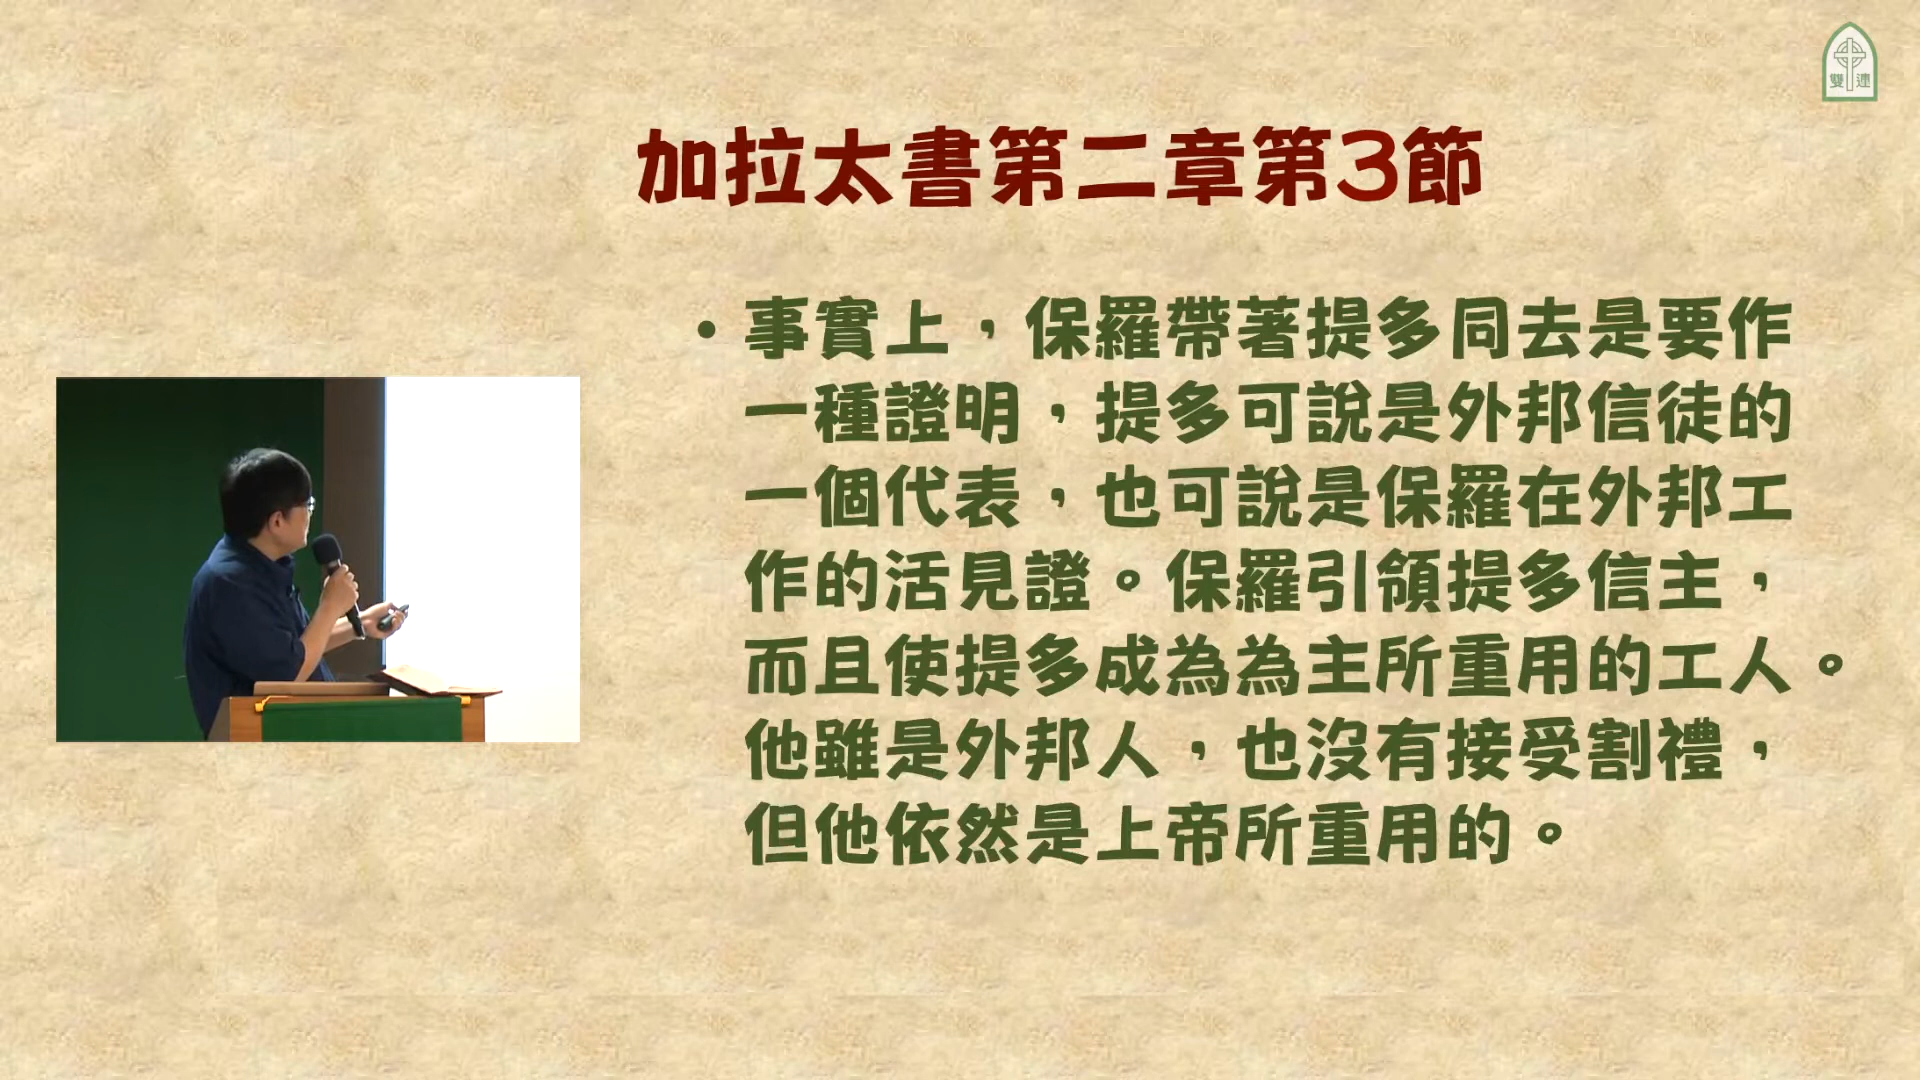 雙連
加拉太書第二章第3節
• 事實上，保羅帶著提多同去是要作
一種證明，提多可說是外邦信徒的
一個代表，也可說是保羅在外邦工
作的活見證。保羅引領提多信主，
而且使提多成為為主所重用的工人。
他雖是外邦人，也沒有接受割禮，
但他依然是上帝所重用的。